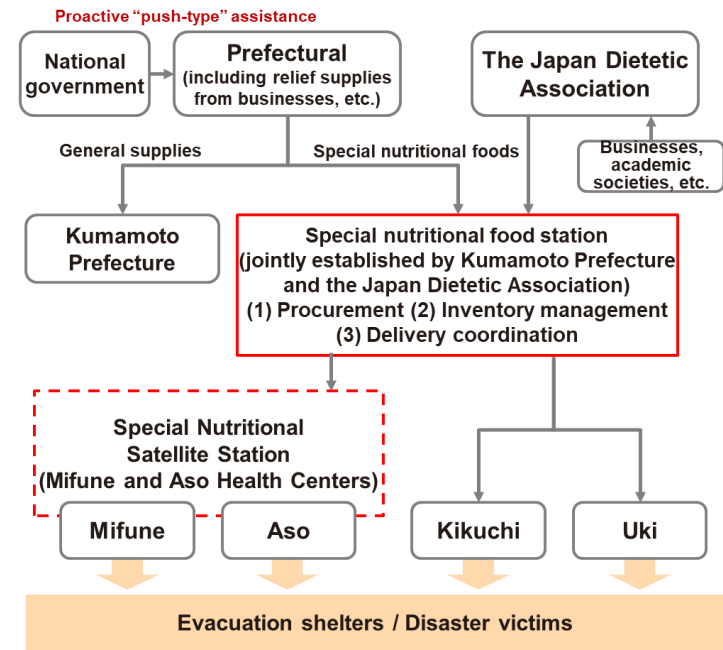 Proactive “push-type” assistance
National
government
Prefectural
(including relief supplies
from businesses, etc.)
The Japan Dietetic
Association
General supplies
Special nutritional foods
Businesses,
academic
societies, etc.
Kumamoto
Prefecture
Special nutritional food station
(jointly established by Kumamoto Prefecture
and the Japan Dietetic Association)
(1) Procurement (2) Inventory management
(3) Delivery coordination
Special Nutritional
Satellite Station
(Mifune and Aso Health Centers)
Mifune
Aso
Kikuchi
Uki
Evacuation shelters / Disaster victims